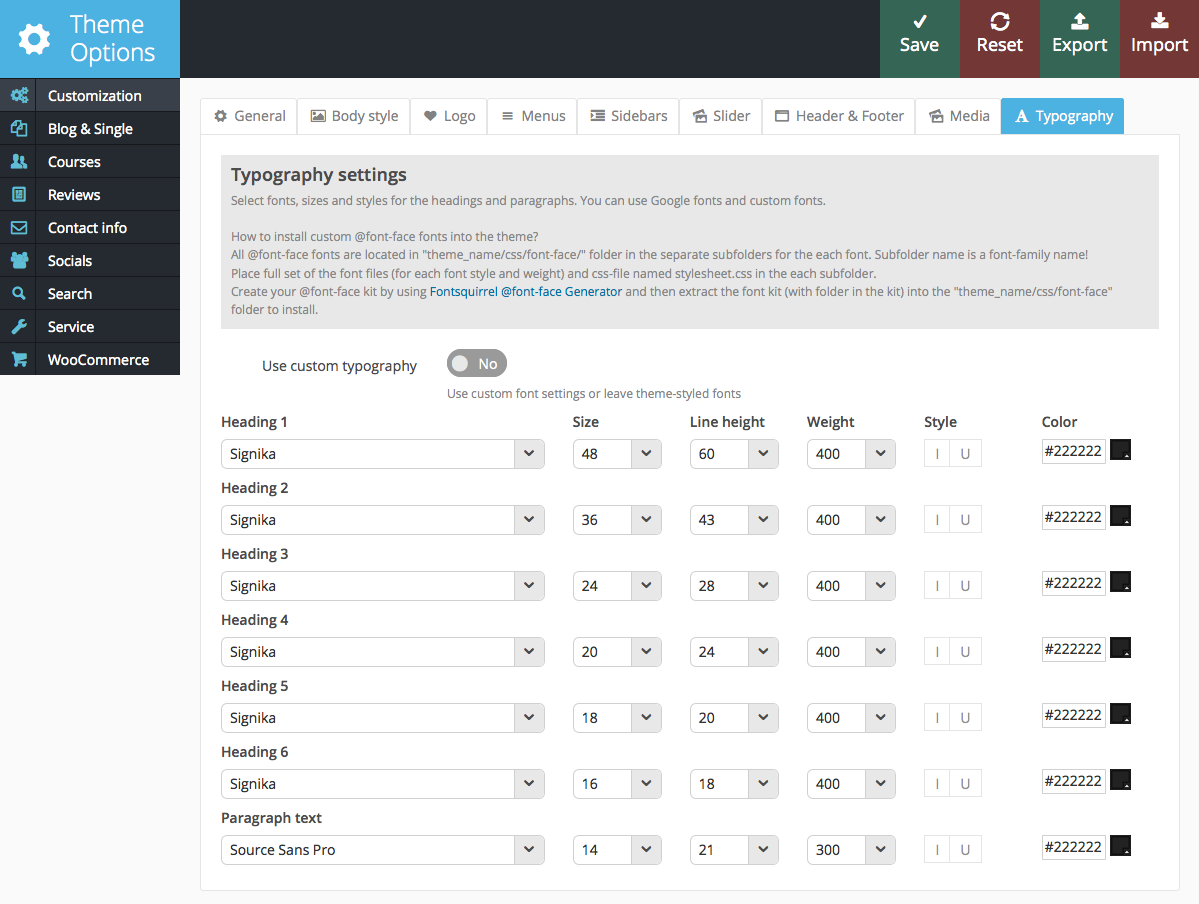 Theme
Options
Save
Reset
Export
Import
Customization
Blog & Single
Courses
Reviews
Contact info
Socials
Search
Service
WooCommerce
General
Body style
Logo
Menus
Sidebars
Slider
Header & Footer
Media
A Typography
Typography settings
Select fonts, sizes and styles for the headings and paragraphs. You can use Google fonts and custom fonts.
How to install custom @font-face fonts into the theme?
All @font-face fonts are located in "theme_name/css/font-face/" folder in the separate subfolders for each font. Subfolder name is a font-family name!
Place full set of the font files (for each font style and weight) and css-file named stylesheet.css in the each subfolder.
Create your @font-face kit by using Fontsquirrel @font-face Generator and then extract the font kit (with folder in the kit) into the "theme_name/css/font-face"
folder to install.
Use custom typography No
Use custom font settings or leave theme-styled fonts
Heading 1 Size Line height Weight Style Color
Signika 48 60 400 I U #222222
Heading 2
Signika 36 43 400 I U #222222
Heading 3
Signika 24 28 400 I U #222222
Heading 4
Signika 20 24 400 I U #222222
Heading 5
Signika 18 20 400 I U #222222
Heading 6
Signika 16 18 400 I U #222222
Paragraph text
Source Sans Pro 14 21 300 I U #222222